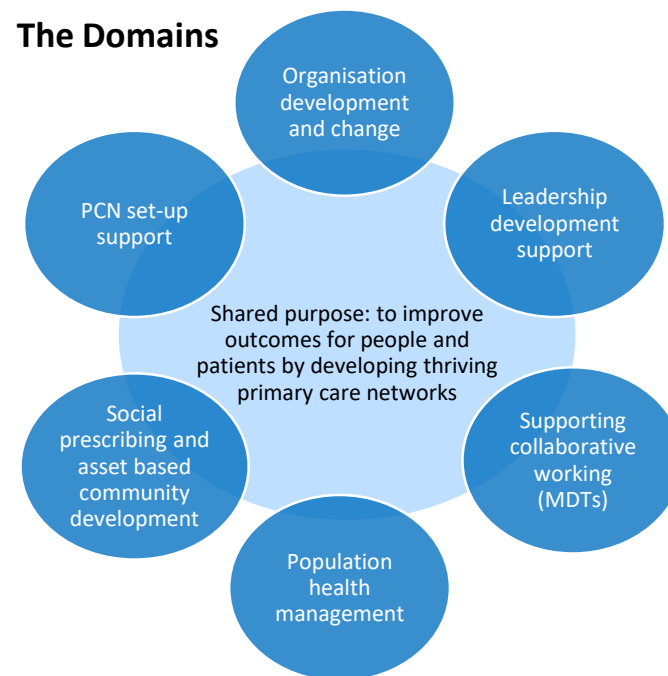 The Domains
Organisation
development
and change
Leadership
development
support
Supporting
collaborative
working
(MDTs)
Population
health
management
Social
prescribing and
asset based
community
development
PCN set-up
support
Shared purpose: to improve
outcomes for people and
patients by developing thriving
primary care networks